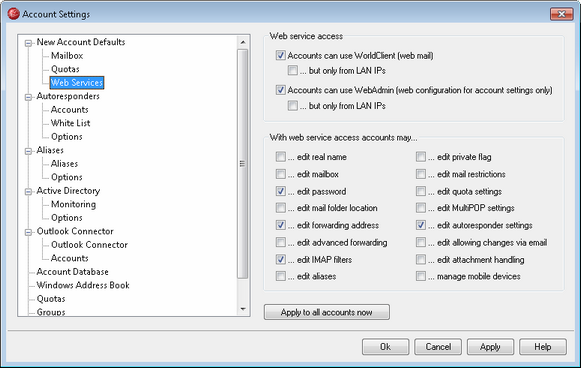 Account Settings
New Account Defaults
Mailbox
Quotas
Web Services
Autoresponders
Accounts
White List
Options
Aliases
Aliases
Options
Active Directory
Monitoring
Options
Outlook Connector
Outlook Connector
Accounts
Account Database
Windows Address Book
Quotas
Groups
Web service access
Accounts can use WorldClient (web mail)
... but only from LAN IPs
Accounts can use WebAdmin (web configuration for account settings only)
... but only from LAN IPs
With web service access accounts may...
... edit real name
... edit mailbox
... edit password
... edit mail folder location
... edit forwarding address
... edit advanced forwarding
... edit IMAP filters
... edit aliases
... edit private flag
... edit mail restrictions
... edit quota settings
... edit MultiPOP settings
... edit autoresponder settings
... edit allowing changes via email
... edit attachment handling
... manage mobile devices
Apply to all accounts now
Ok
Cancel
Apply
Help